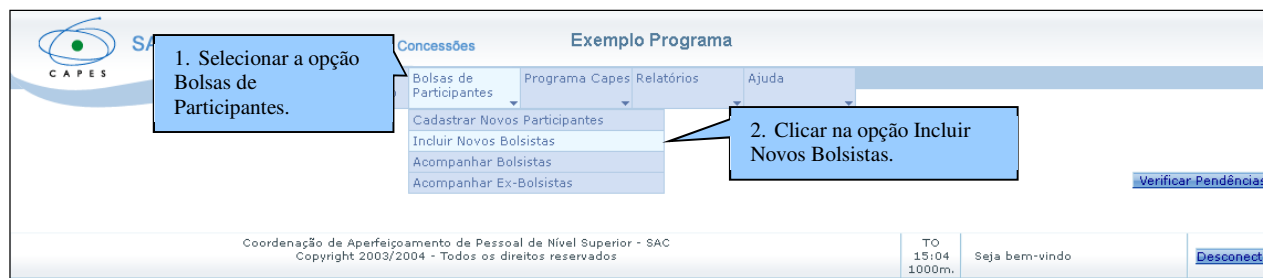 CAPES
SA
Concessões
Exemplo Programa
1. Selecionar a opção
Bolsas de
Participantes.
Bolsas de
Participantes
Programa Capes
Relatórios
Ajuda
Cadastrar Novos Participantes
Incluir Novos Bolsistas
Acompanhar Bolsistas
Acompanhar Ex-Bolsistas
2. Clicar na opção Incluir
Novos Bolsistas.
Verificar Pendências
Coordenação de Aperfeiçoamento de Pessoal de Nível Superior - SAC
Copyright 2003/2004 - Todos os direitos reservados
TO
15:04
1000m.
Seja bem-vindo
Desconect